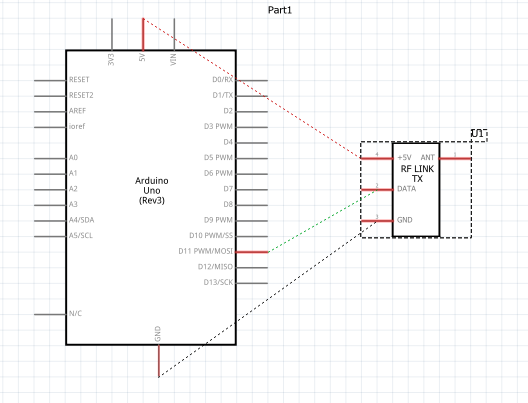 Part1
3V3
5V
VIN
RESET
RESET2
AREF
ioref
A0
A1
A2
A3
A4/SDA
A5/SCL
N/C
Arduino
Uno
(Rev3)
D0/RX
D1/TX
D2
D3 PWM
D4
D5 PWM
D6 PWM
D7
D8
D9 PWM
D10 PWM/SS
D11 PWM/MOSI
D12/MISO
D13/SCK
GND
U1
+5V ANT
RF LINK
TX
DATA
GND